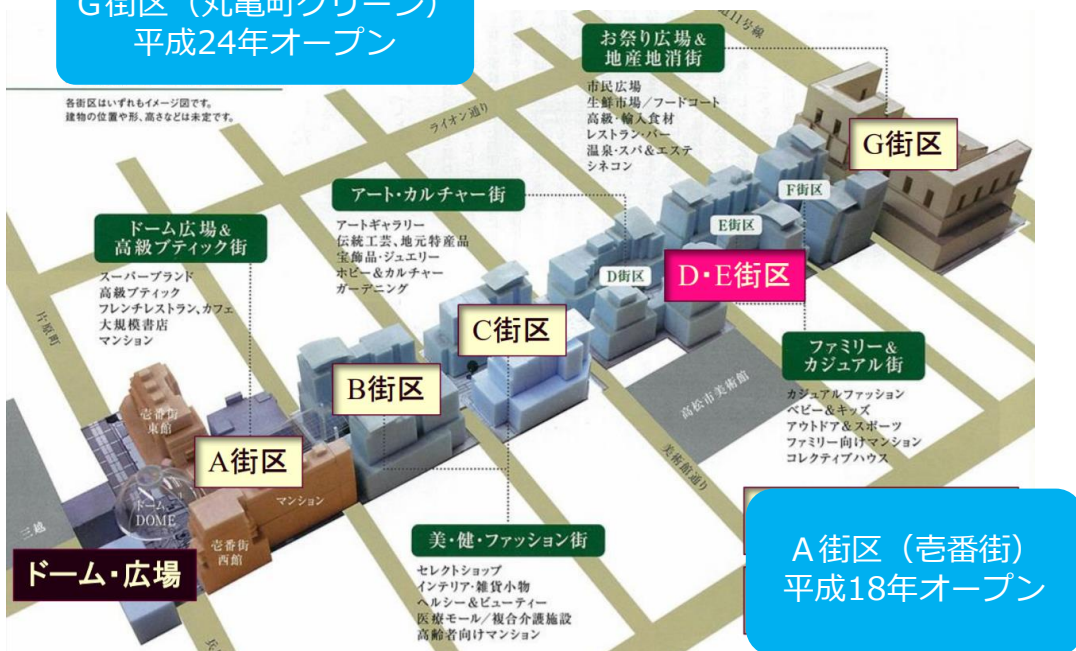 G街区（丸亀町グリーン）
平成24年オープン
各街区はいずれもイメージ図です。
建物の位置や形、高さなどは未定です。
11号線
ライオン通り
お祭り広場＆
地産地消街
市民広場
生鮮市場／フードコート
高級・輸入食材
レストラン・バー
温泉・スパ＆エステ
シネコン
G街区
F街区
E街区
D街区
D・E街区
アート・カルチャー街
アートギャラリー
伝統工芸、地元特産品
宝飾品・ジュエリー
ホビー＆カルチャー
ガーデニング
ドーム広場＆
高級ブティック街
スーパーブランド
高級ブティック
フレンチレストラン、カフェ
大規模書店
マンション
片原町
C街区
B街区
A街区
壱番街
東館
ドーム
DOME
マンション
壱番街
西館
三越
ドーム・広場
高松市美術館
美術館通り
ファミリー＆
カジュアル街
カジュアルファッション
ベビー＆キッズ
アウトドア＆スポーツ
ファミリー向けマンション
コレクティブハウス
美・健・ファッション街
セレクトショップ
インテリア・雑貨小物
ヘルシー＆ビューティー
医療モール／複合介護施設
高齢者向けマンション
A街区（壱番街）
平成18年オープン